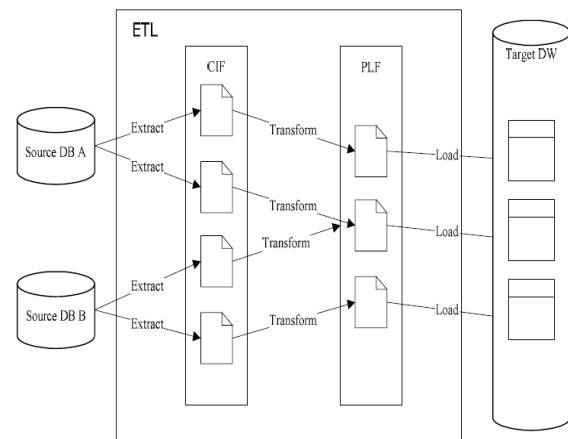 ETL
CIF
PLF
Target DW
Source DB A
Extract
Extract
Transform
Load
Transform
Transform
Load
Source DB B
Extract
Extract
Transform
Load